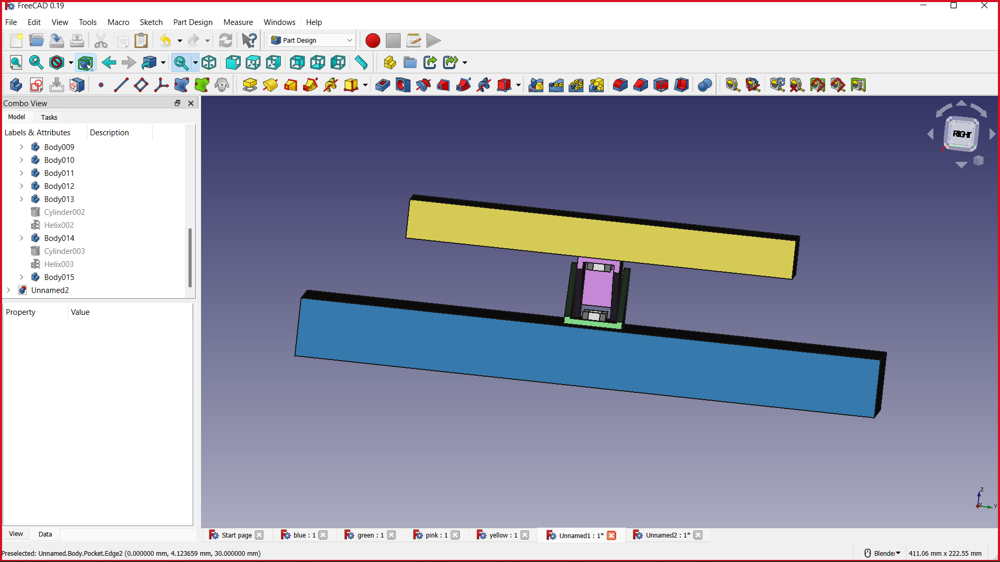 FreeCAD 0.19
File Edit View Tools Macro Sketch Part Design Measure Windows Help
Part Design
Combo View
Model Tasks
Labels & Attributes Description
Body009
Body010
Body011
Body012
Body013
Cylinder002
Helix002
Body014
Cylinder003
Helix003
Body015
Unnamed2
Property Value
RIGHT
Z
X
Y
View Data
Start page blue : 1 green : 1 pink : 1 yellow : 1 Unnamed1 : 1* Unnamed2 : 1*
Preselected: Unnamed.Body.Pocket.Edge2 (0.000000 mm, 4.123659 mm, 30.000000 mm)
Blender 411.06 mm x 222.55 mm